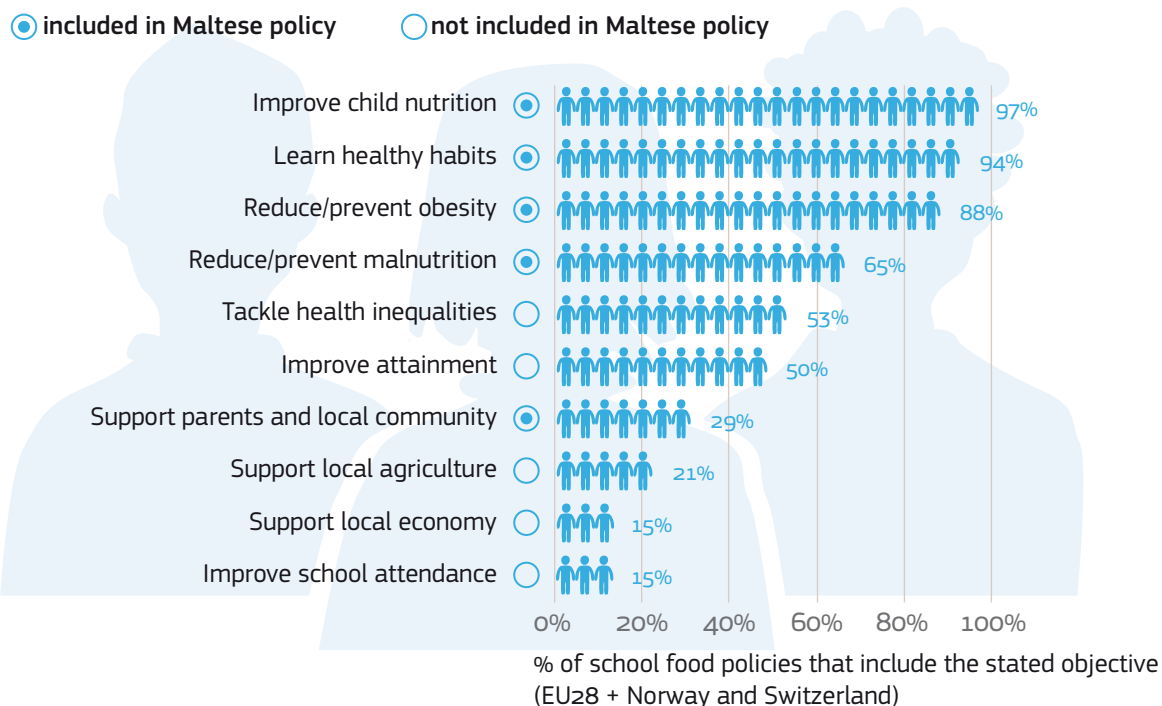 included in Maltese policy not included in Maltese policy
Improve child nutrition 97%
Learn healthy habits 94%
Reduce/prevent obesity 88%
Reduce/prevent malnutrition 65%
Tackle health inequalities 53%
Improve attainment 50%
Support parents and local community 29%
Support local agriculture 21%
Support local economy 15%
Improve school attendance 15%
0% 20% 40% 60% 80% 100%
% of school food policies that include the stated objective
(EU28 + Norway and Switzerland)